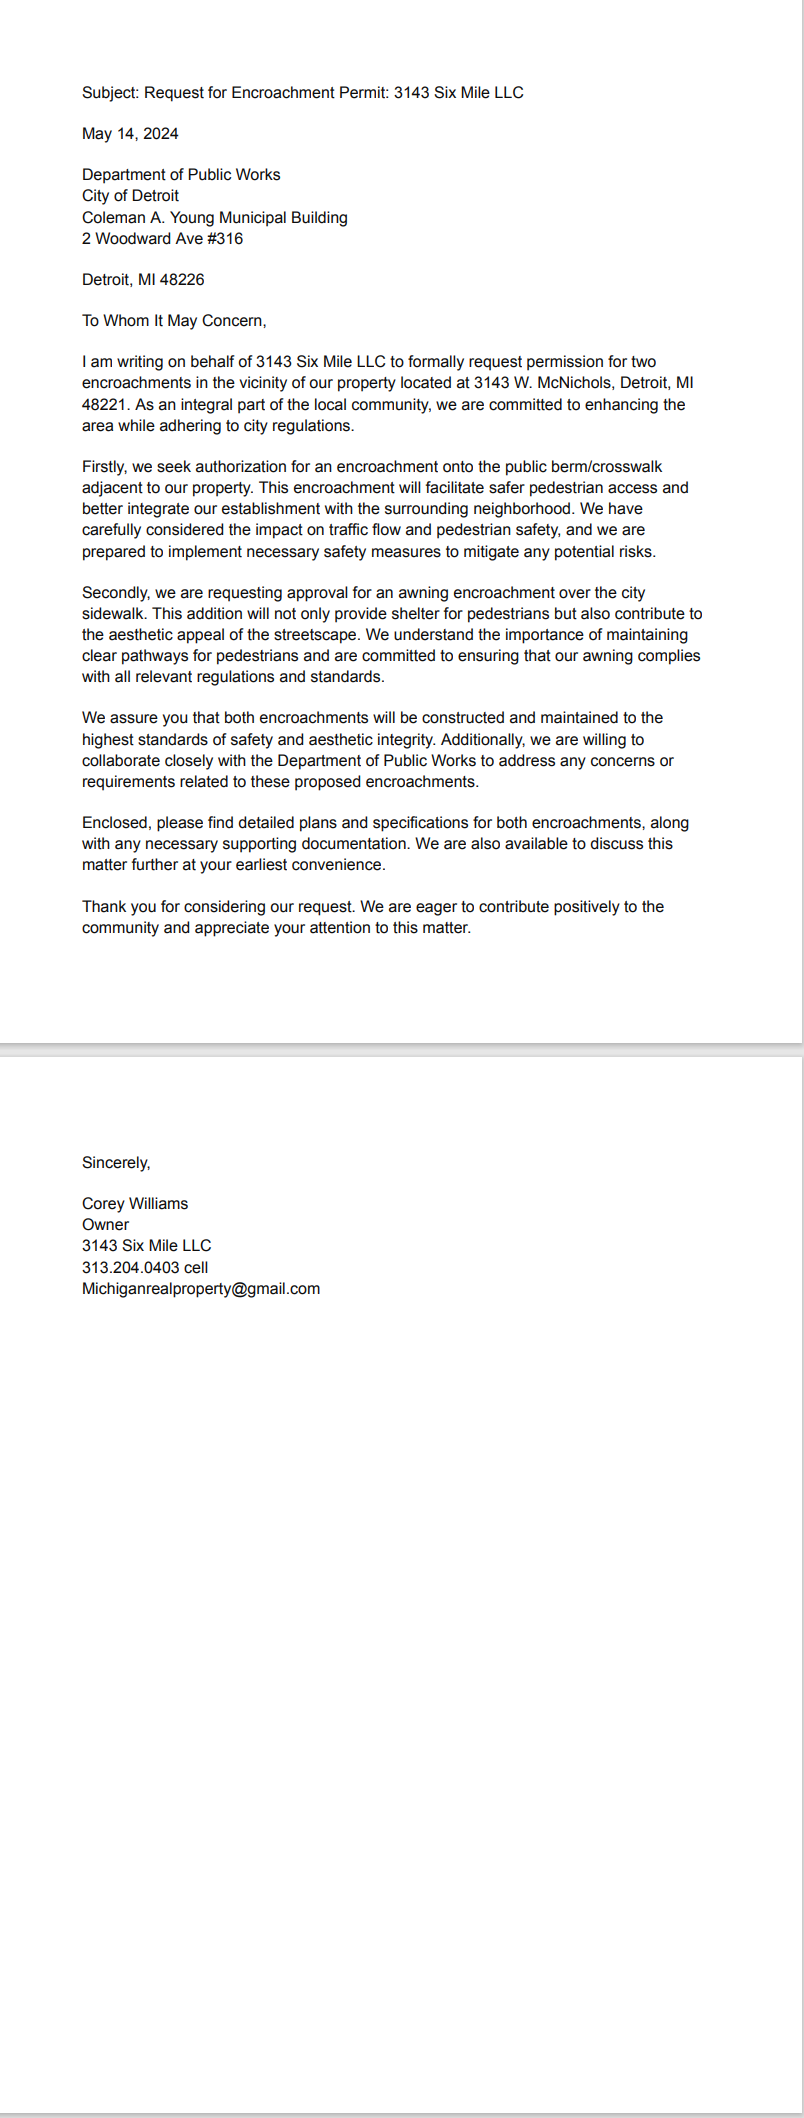 Subject: Request for Encroachment Permit: 3143 Six Mile LLC
May 14, 2024
Department of Public Works
City of Detroit
Coleman A. Young Municipal Building
2 Woodward Ave #316
Detroit, MI 48226
To Whom It May Concern,
I am writing on behalf of 3143 Six Mile LLC to formally request permission for two
encroachments in the vicinity of our property located at 3143 W. McNichols, Detroit, MI
48221. As an integral part of the local community, we are committed to enhancing the
area while adhering to city regulations.
Firstly, we seek authorization for an encroachment onto the public berm/crosswalk
adjacent to our property. This encroachment will facilitate safer pedestrian access and
better integrate our establishment with the surrounding neighborhood. We have
carefully considered the impact on traffic flow and pedestrian safety, and we are
prepared to implement necessary safety measures to mitigate any potential risks.
Secondly, we are requesting approval for an awning encroachment over the city
sidewalk. This addition will not only provide shelter for pedestrians but also contribute to
the aesthetic appeal of the streetscape. We understand the importance of maintaining
clear pathways for pedestrians and are committed to ensuring that our awning complies
with all relevant regulations and standards.
We assure you that both encroachments will be constructed and maintained to the
highest standards of safety and aesthetic integrity. Additionally, we are willing to
collaborate closely with the Department of Public Works to address any concerns or
requirements related to these proposed encroachments.
Enclosed, please find detailed plans and specifications for both encroachments, along
with any necessary supporting documentation. We are also available to discuss this
matter further at your earliest convenience.
Thank you for considering our request. We are eager to contribute positively to the
community and appreciate your attention to this matter.
Sincerely,
Corey Williams
Owner
3143 Six Mile LLC
313.204.0403 cell
Michiganrealproperty@gmail.com